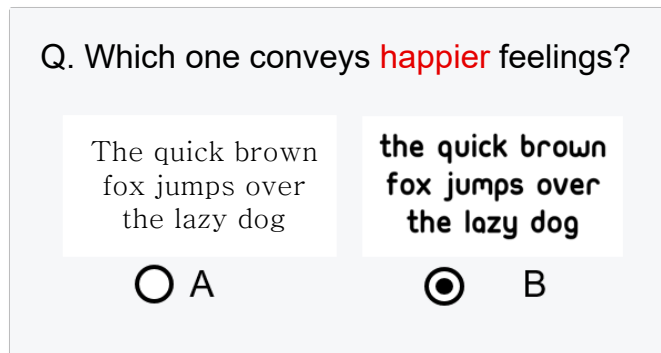 Q. Which one conveys happier feelings?
The quick brown
fox jumps over
the lazy dog
the quick brown
fox jumps over
the lazy dog
A
B